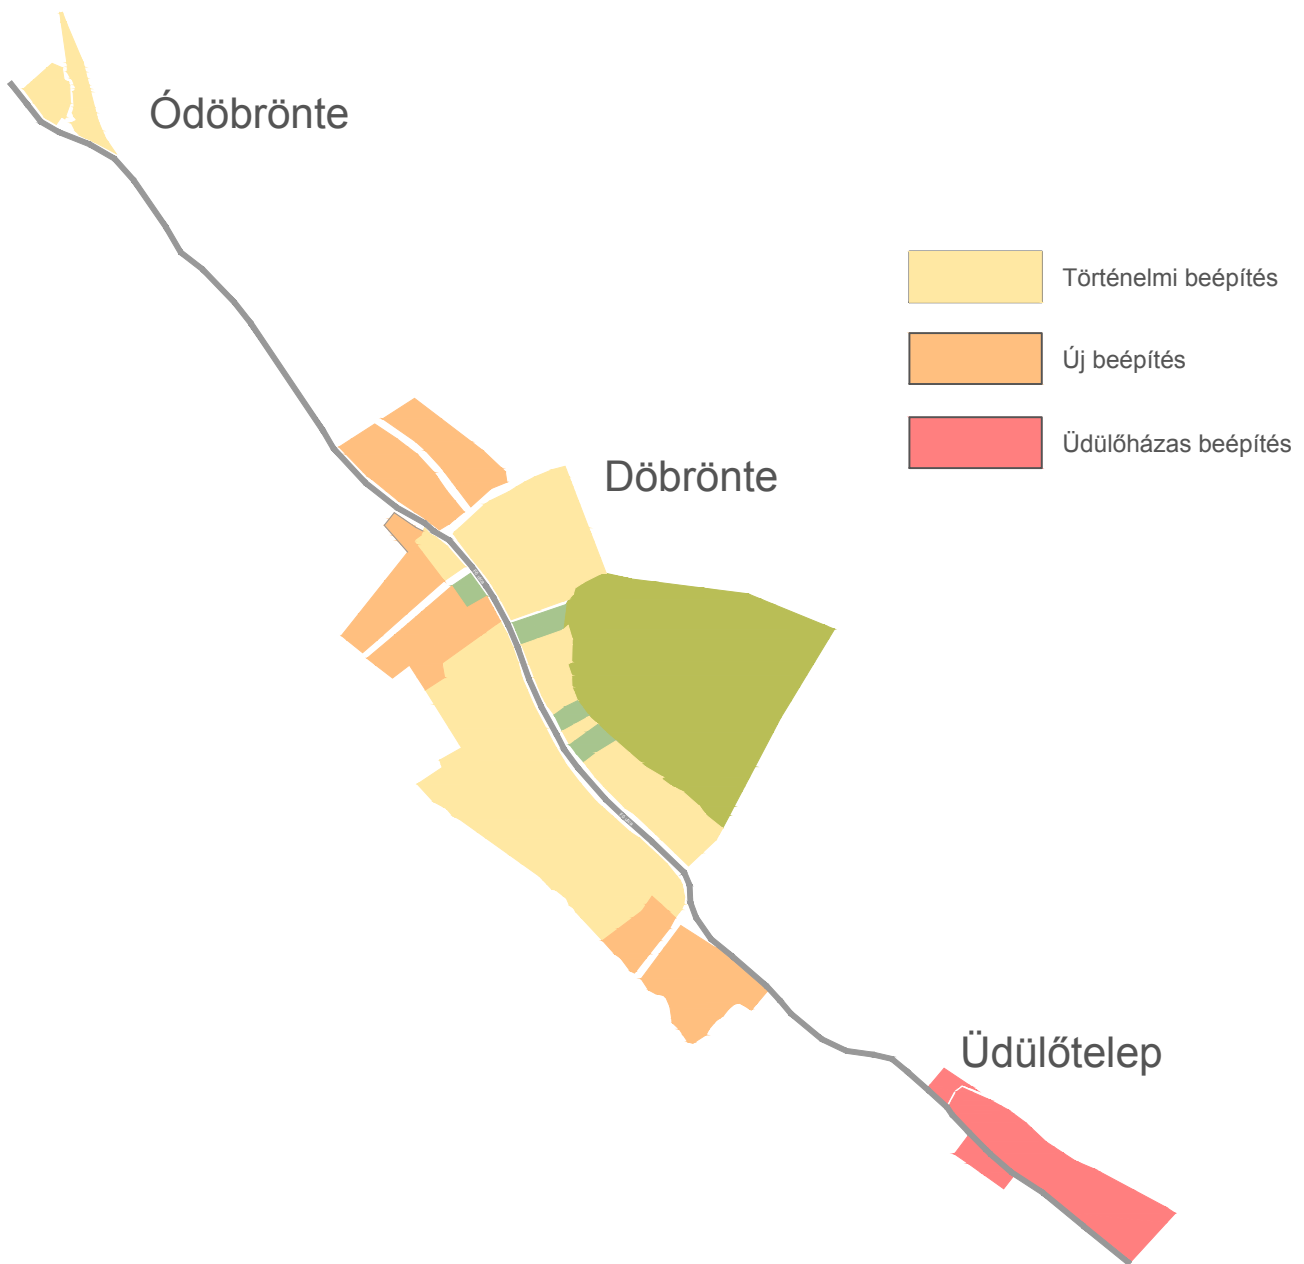 Ódöbrönte
Történelmi beépítés
Új beépítés
Üdülőházas beépítés
Döbrönte
Üdülőtelep